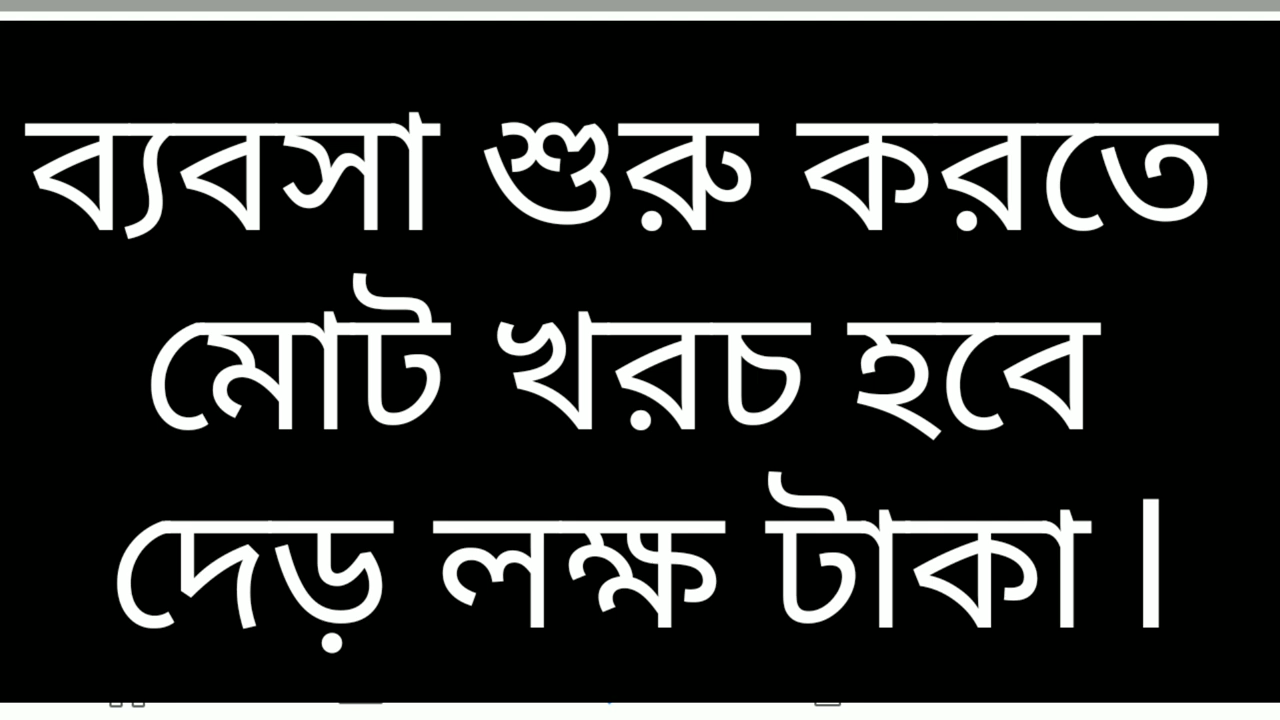 ব্যবসা শুরু করতে
মোট খরচ হবে
দেড় লক্ষ টাকা।